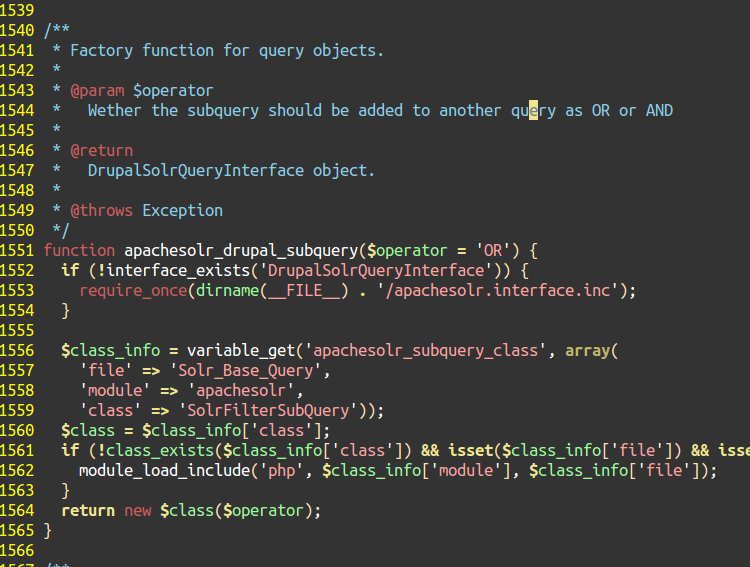 1539
1540 /**
1541  * Factory function for query objects.
1542  *
1543  * @param $operator
1544  *   Wether the subquery should be added to another query as OR or AND
1545  *
1546  * @return
1547  *   DrupalSolrQueryInterface object.
1548  *
1549  * @throws Exception
1550  */
1551 function apachesolr_drupal_subquery($operator = 'OR') {
1552   if (!interface_exists('DrupalSolrQueryInterface')) {
1553     require_once(dirname(__FILE__) . '/apachesolr.interface.inc');
1554   }
1555
1556   $class_info = variable_get('apachesolr_subquery_class', array(
1557     'file' => 'Solr_Base_Query',
1558     'module' => 'apachesolr',
1559     'class' => 'SolrFilterSubQuery'));
1560   $class = $class_info['class'];
1561   if (!class_exists($class_info['class']) && isset($class_info['file']) && isse
1562     module_load_include('php', $class_info['module'], $class_info['file']);
1563   }
1564   return new $class($operator);
1565 }
1566
1567 /**